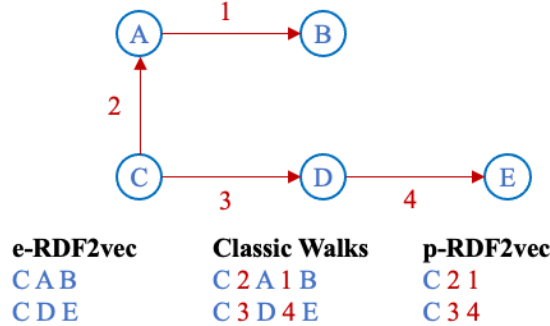 1
A B
2
C D E
3 4
e-RDF2vec Classic Walks p-RDF2vec
C A B C 2 A 1 B C 2 1
C D E C 3 D 4 E C 3 4